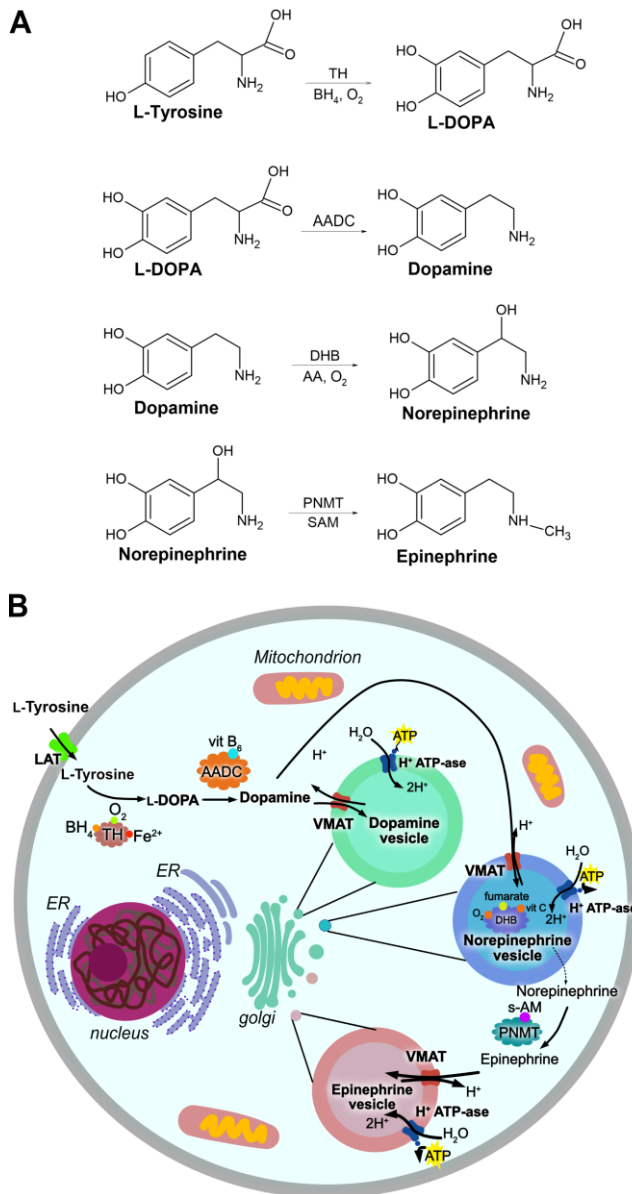 A
OH
O
NH2
HO
L-Tyrosine
TH
BH4, O2
OH
O
HO
HO
NH2
L-DOPA
OH
O
HO
HO
NH2
L-DOPA
AADC
HO
HO
NH2
Dopamine
HO
HO
NH2
Dopamine
DHB
AA, O2
OH
HO
HO
NH2
Norepinephrine
OH
HO
HO
NH2
Norepinephrine
PNMT
SAM
HO
HO
HN
CH3
Epinephrine
B
Mitochondrion
L-Tyrosine
LAT
L-Tyrosine
vit B6
AADC
H+
H2O
ATP
H+ ATP-ase
2H+
L-DOPA
Dopamine
VMAT
Dopamine
vesicle
O2
BH4
TH
Fe2+
H+
VMAT
H2O
ATP
H+ ATP-ase
fumarate
vit C
O2
DHB
2H+
Norepinephrine
vesicle
ER
ER
nucleus
golgi
Norepinephrine
s-AM
PNMT
Epinephrine
VMAT
H+
Epinephrine
vesicle
H+ ATP-ase
2H+
H2O
ATP